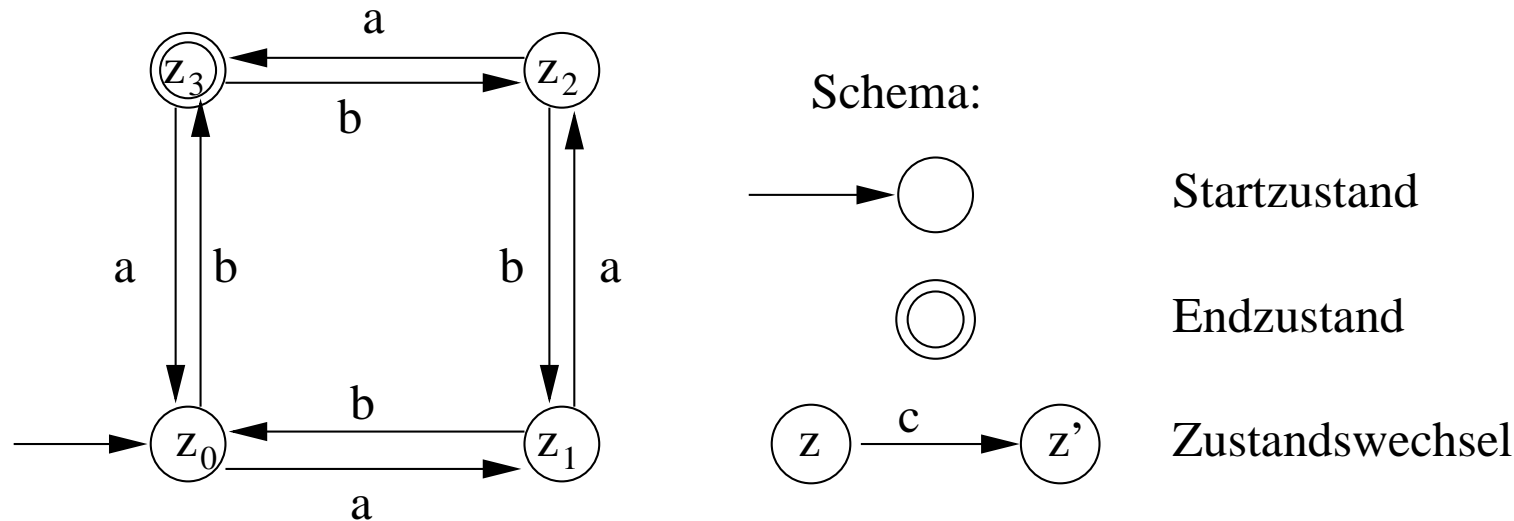 a
z3
z2
b
Schema:
Startzustand
a
b
b
a
Endzustand
b
z0
z1
a
z
c
z’
Zustandswechsel